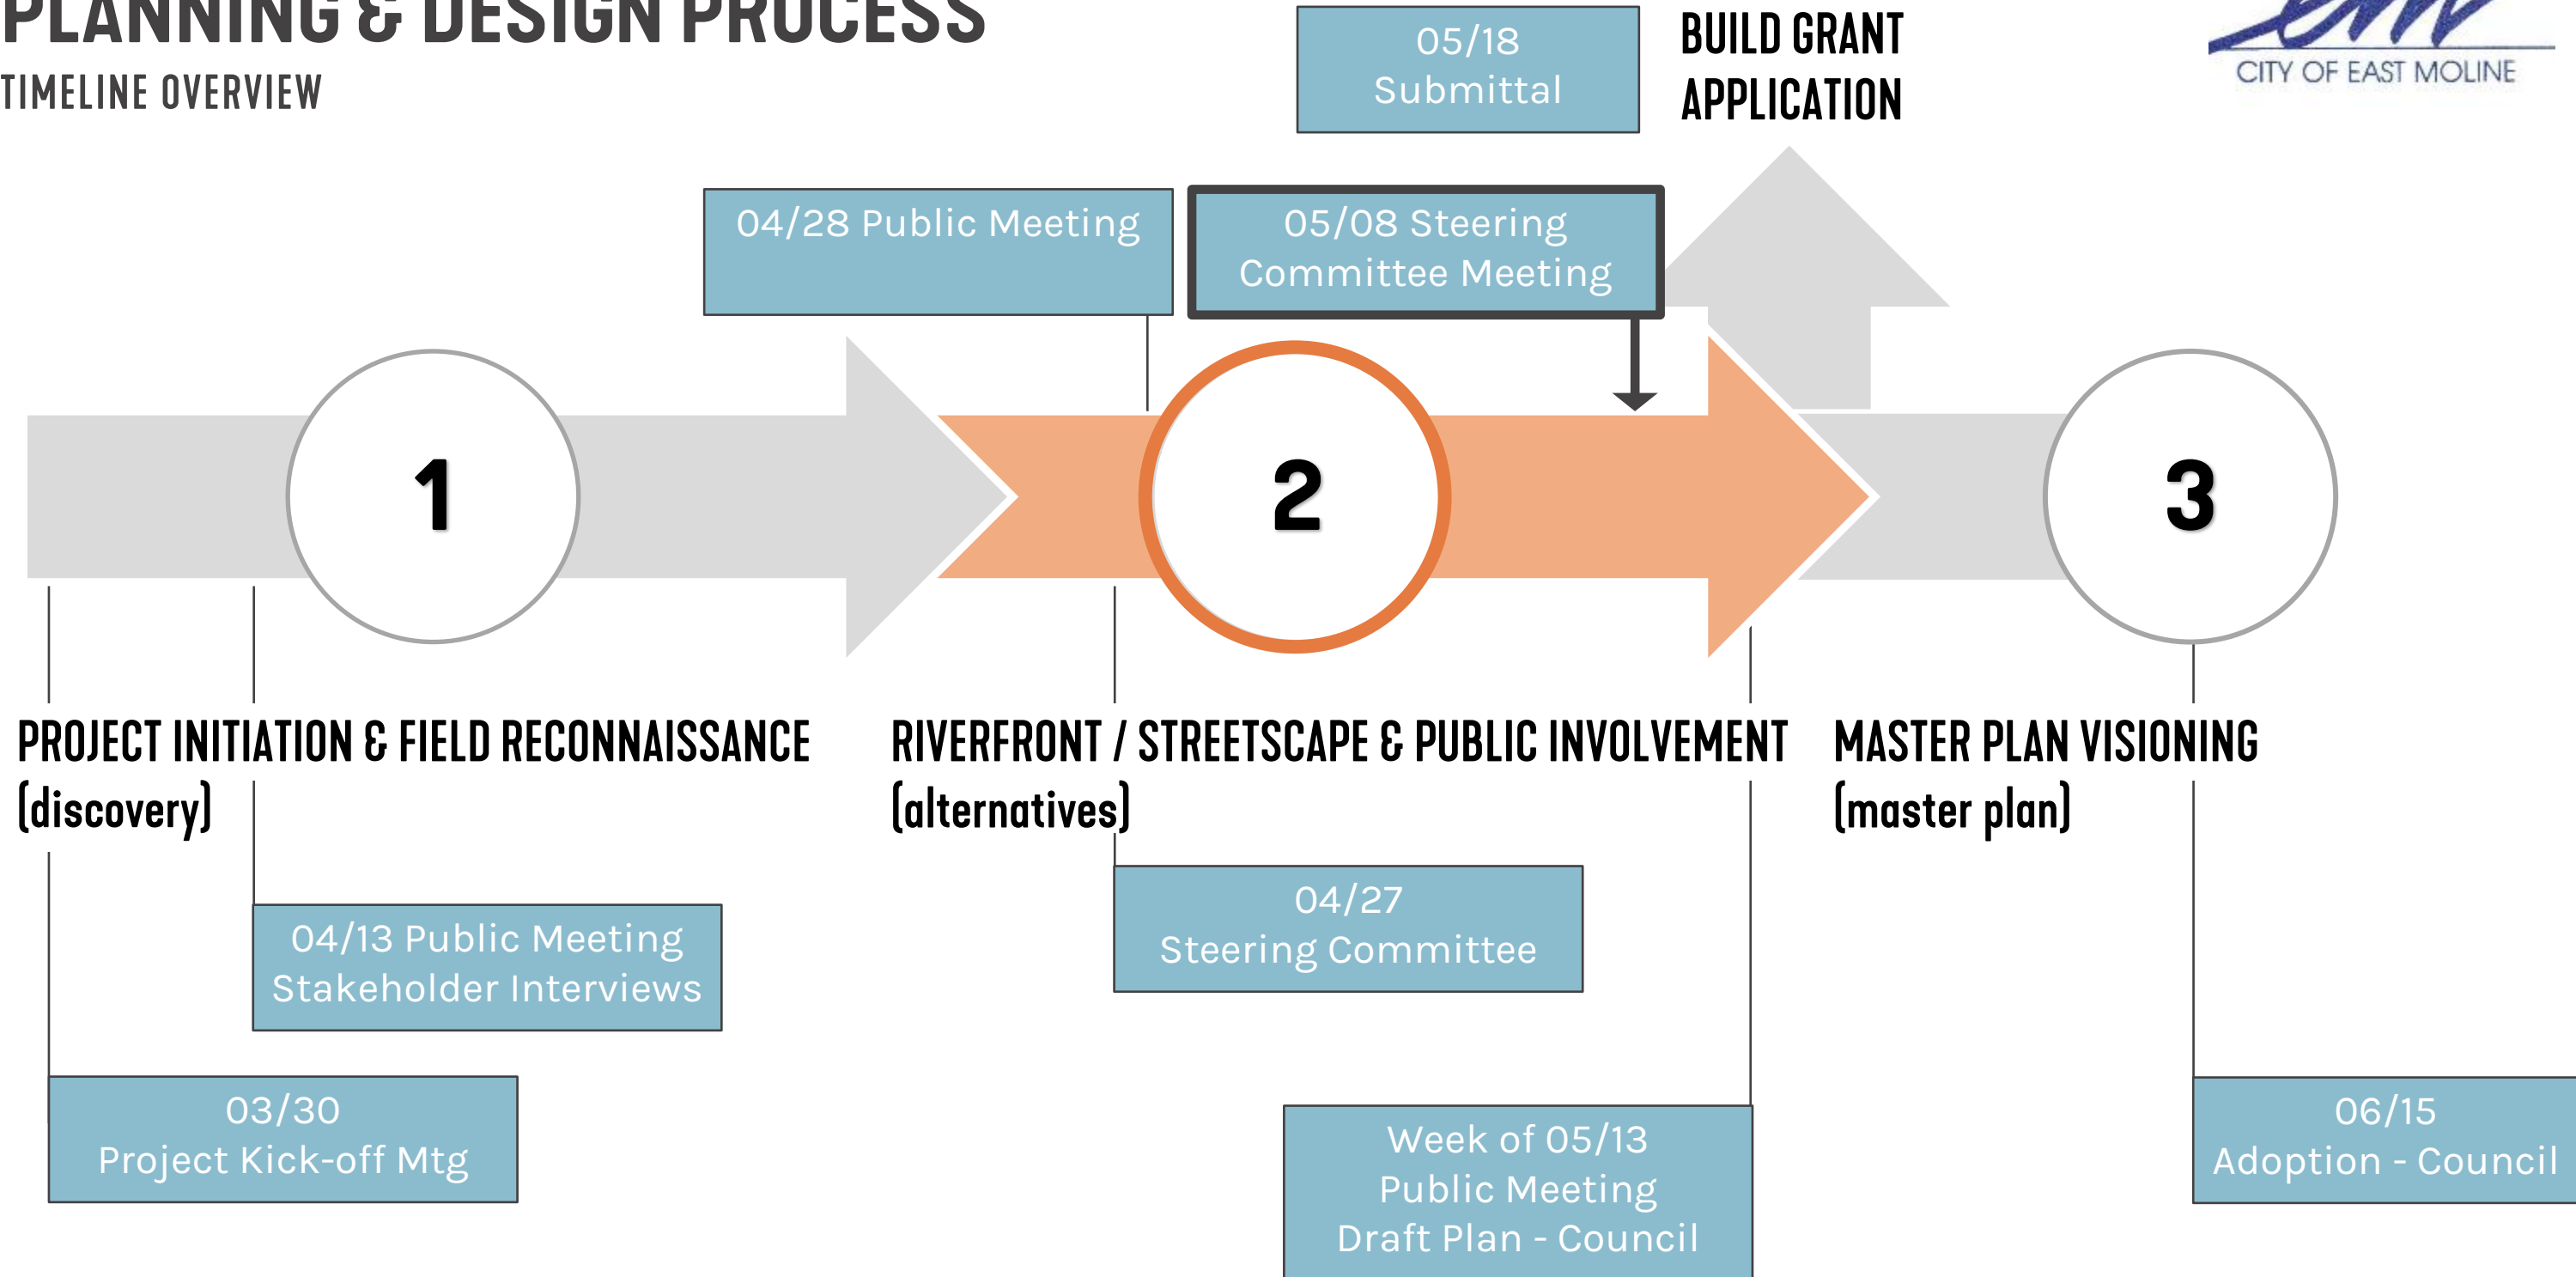 PLANNING & DESIGN PROCESS
TIMELINE OVERVIEW
05/18
Submittal
BUILD GRANT
APPLICATION
em
CITY OF EAST MOLINE
04/28 Public Meeting
05/08 Steering
Committee Meeting
1
2
3
PROJECT INITIATION & FIELD RECONNAISSANCE
(discovery)
RIVERFRONT / STREETSCAPE & PUBLIC INVOLVEMENT
(alternatives)
MASTER PLAN VISIONING
(master plan)
04/13 Public Meeting
Stakeholder Interviews
04/27
Steering Committee
03/30
Project Kick-off Mtg
Week of 05/13
Public Meeting
Draft Plan - Council
06/15
Adoption - Council